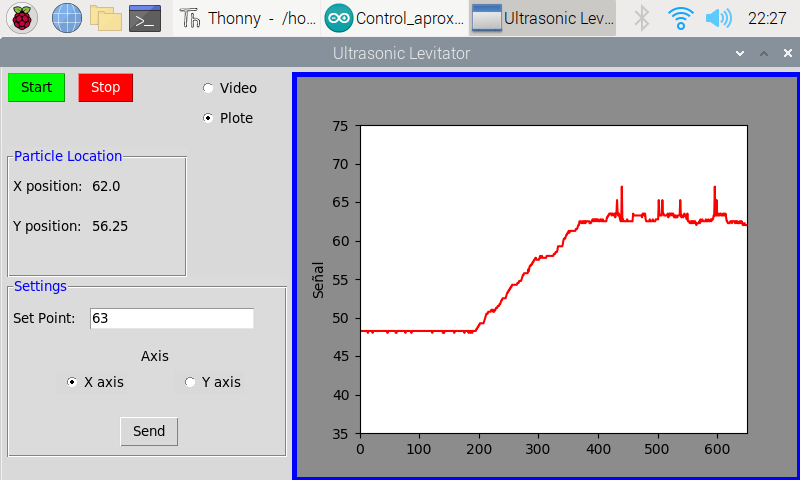 Thonny - /ho...
Control_aprox...
Ultrasonic Lev...
22:27
Ultrasonic Levitator
Start
Stop
Video
Plote
Particle Location
X position: 62.0
Y position: 56.25
Settings
Set Point: 63
Axis
X axis
Y axis
Send
Señal
75
70
65
60
55
50
45
40
35
0 100 200 300 400 500 600